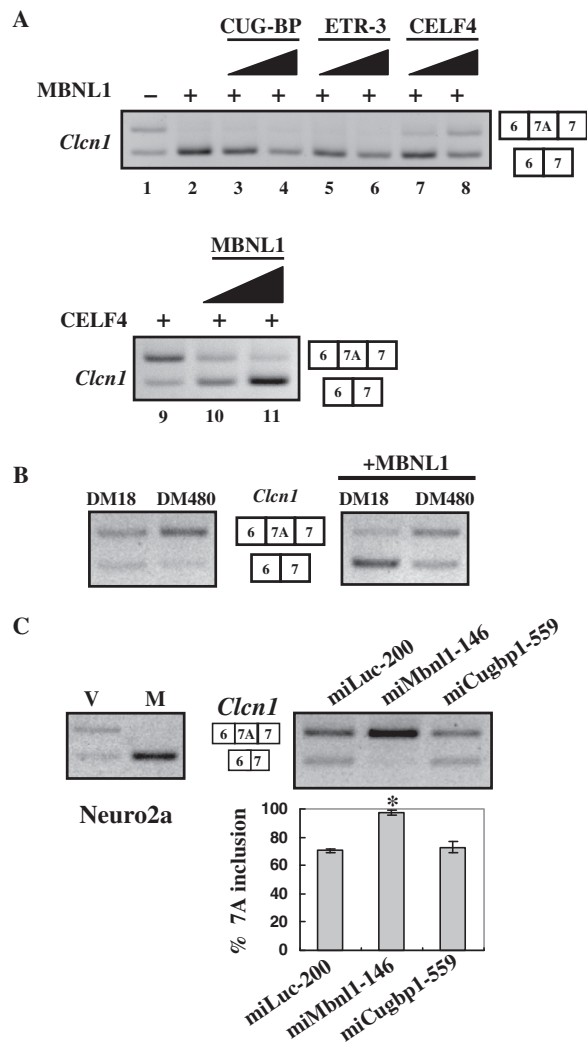 A
CUG-BP ETR-3 CELF4
MBNL1 – + + + + + + +
Clcn1
6 7A 7
6 7
1 2 3 4 5 6 7 8
MBNL1
CELF4 + + +
Clcn1
6 7A 7
6 7
9 10 11
B
+MBNL1
DM18 DM480 Clcn1 DM18 DM480
6 7A 7
6 7
C
miLuc-200 miMbnl1-146 miCugbp1-559
V M Clcn1
6 7A 7
6 7
Neuro2a
*
% 7A inclusion
100
80
60
40
20
0
miLuc-200 miMbnl1-146 miCugbp1-559